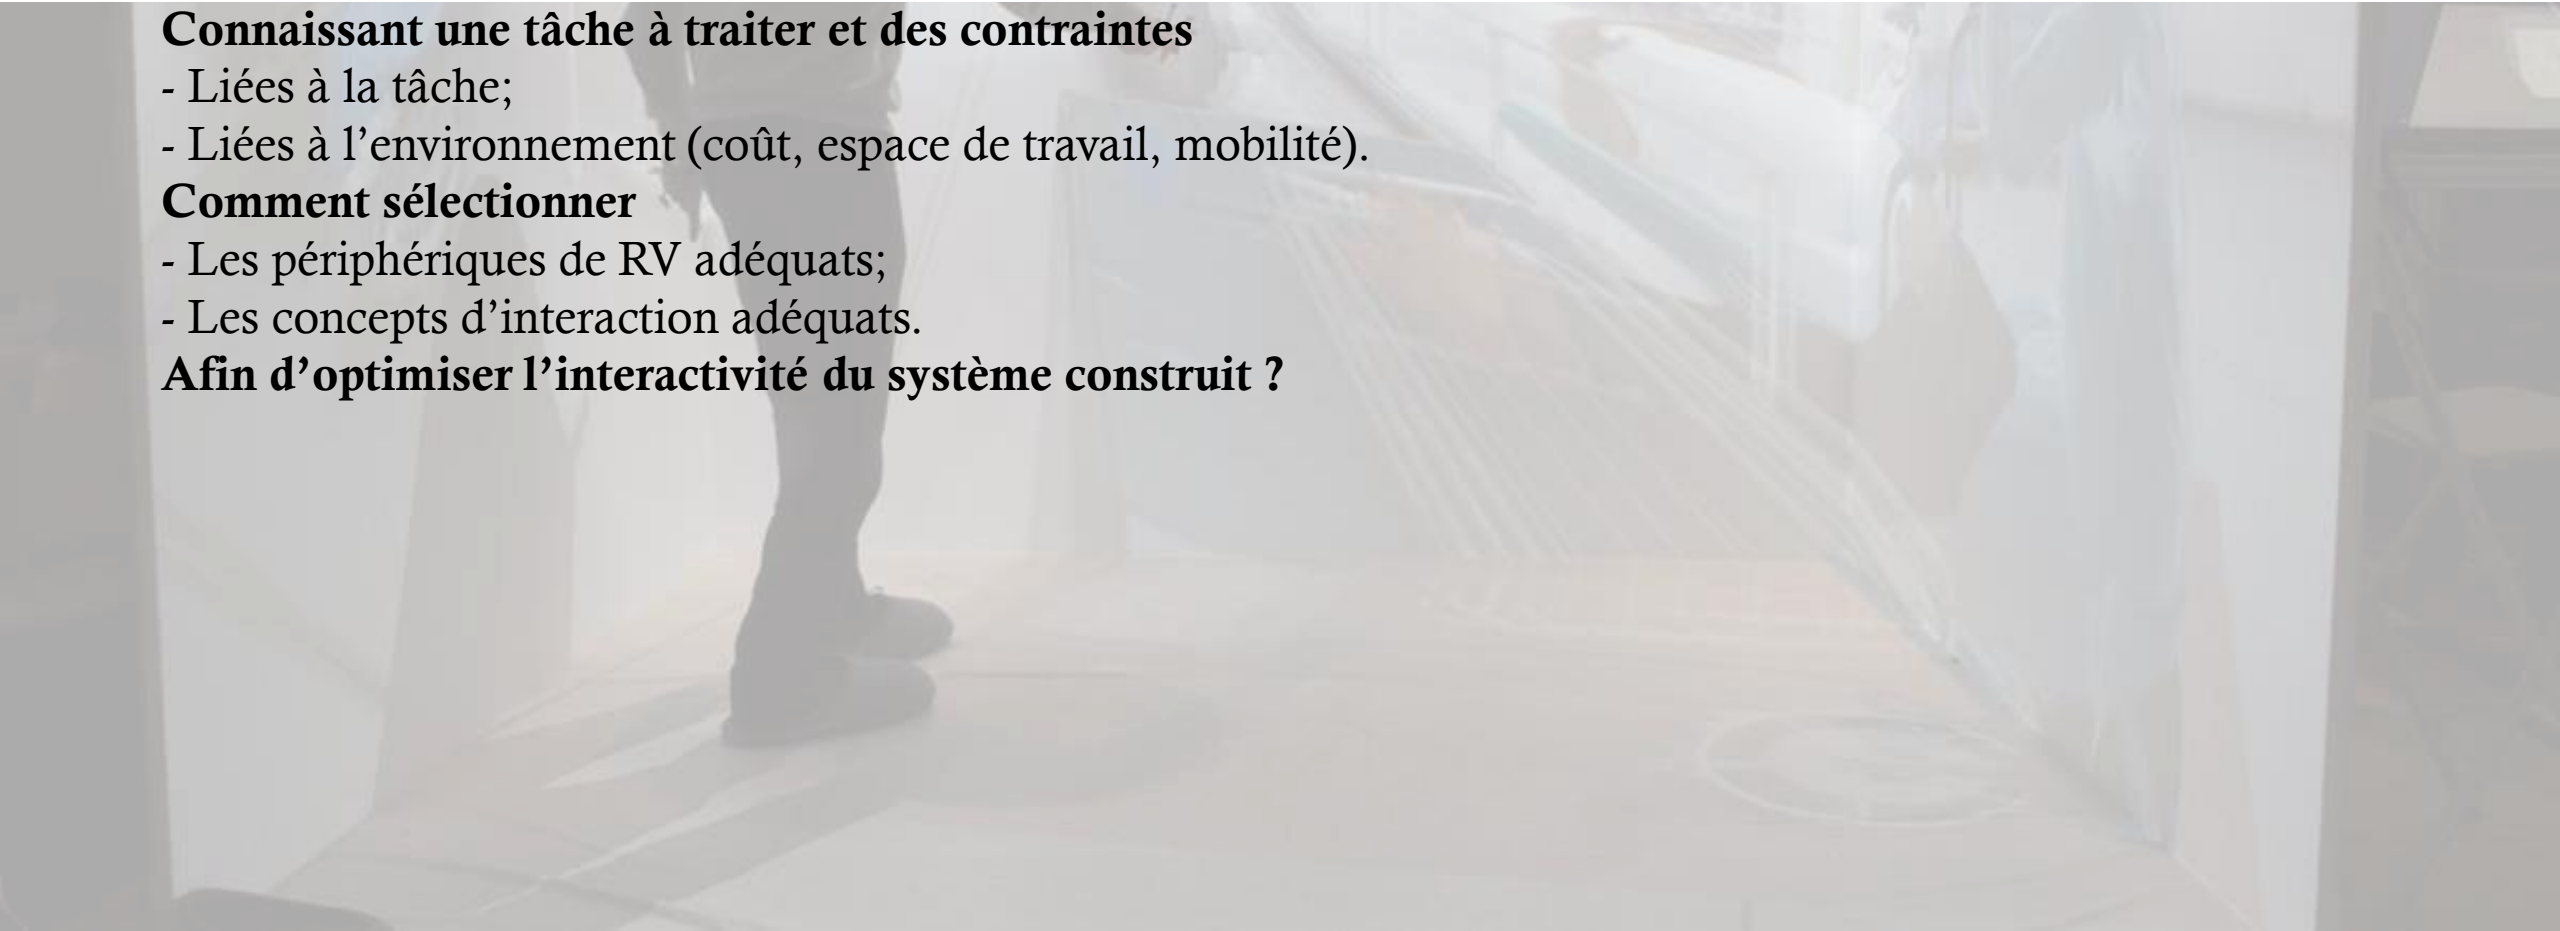 Connaissant une tâche à traiter et des contraintes
- Liées à la tâche;
- Liées à l’environnement (coût, espace de travail, mobilité).
Comment sélectionner
- Les périphériques de RV adéquats;
- Les concepts d’interaction adéquats.
Afin d’optimiser l’interactivité du système construit ?